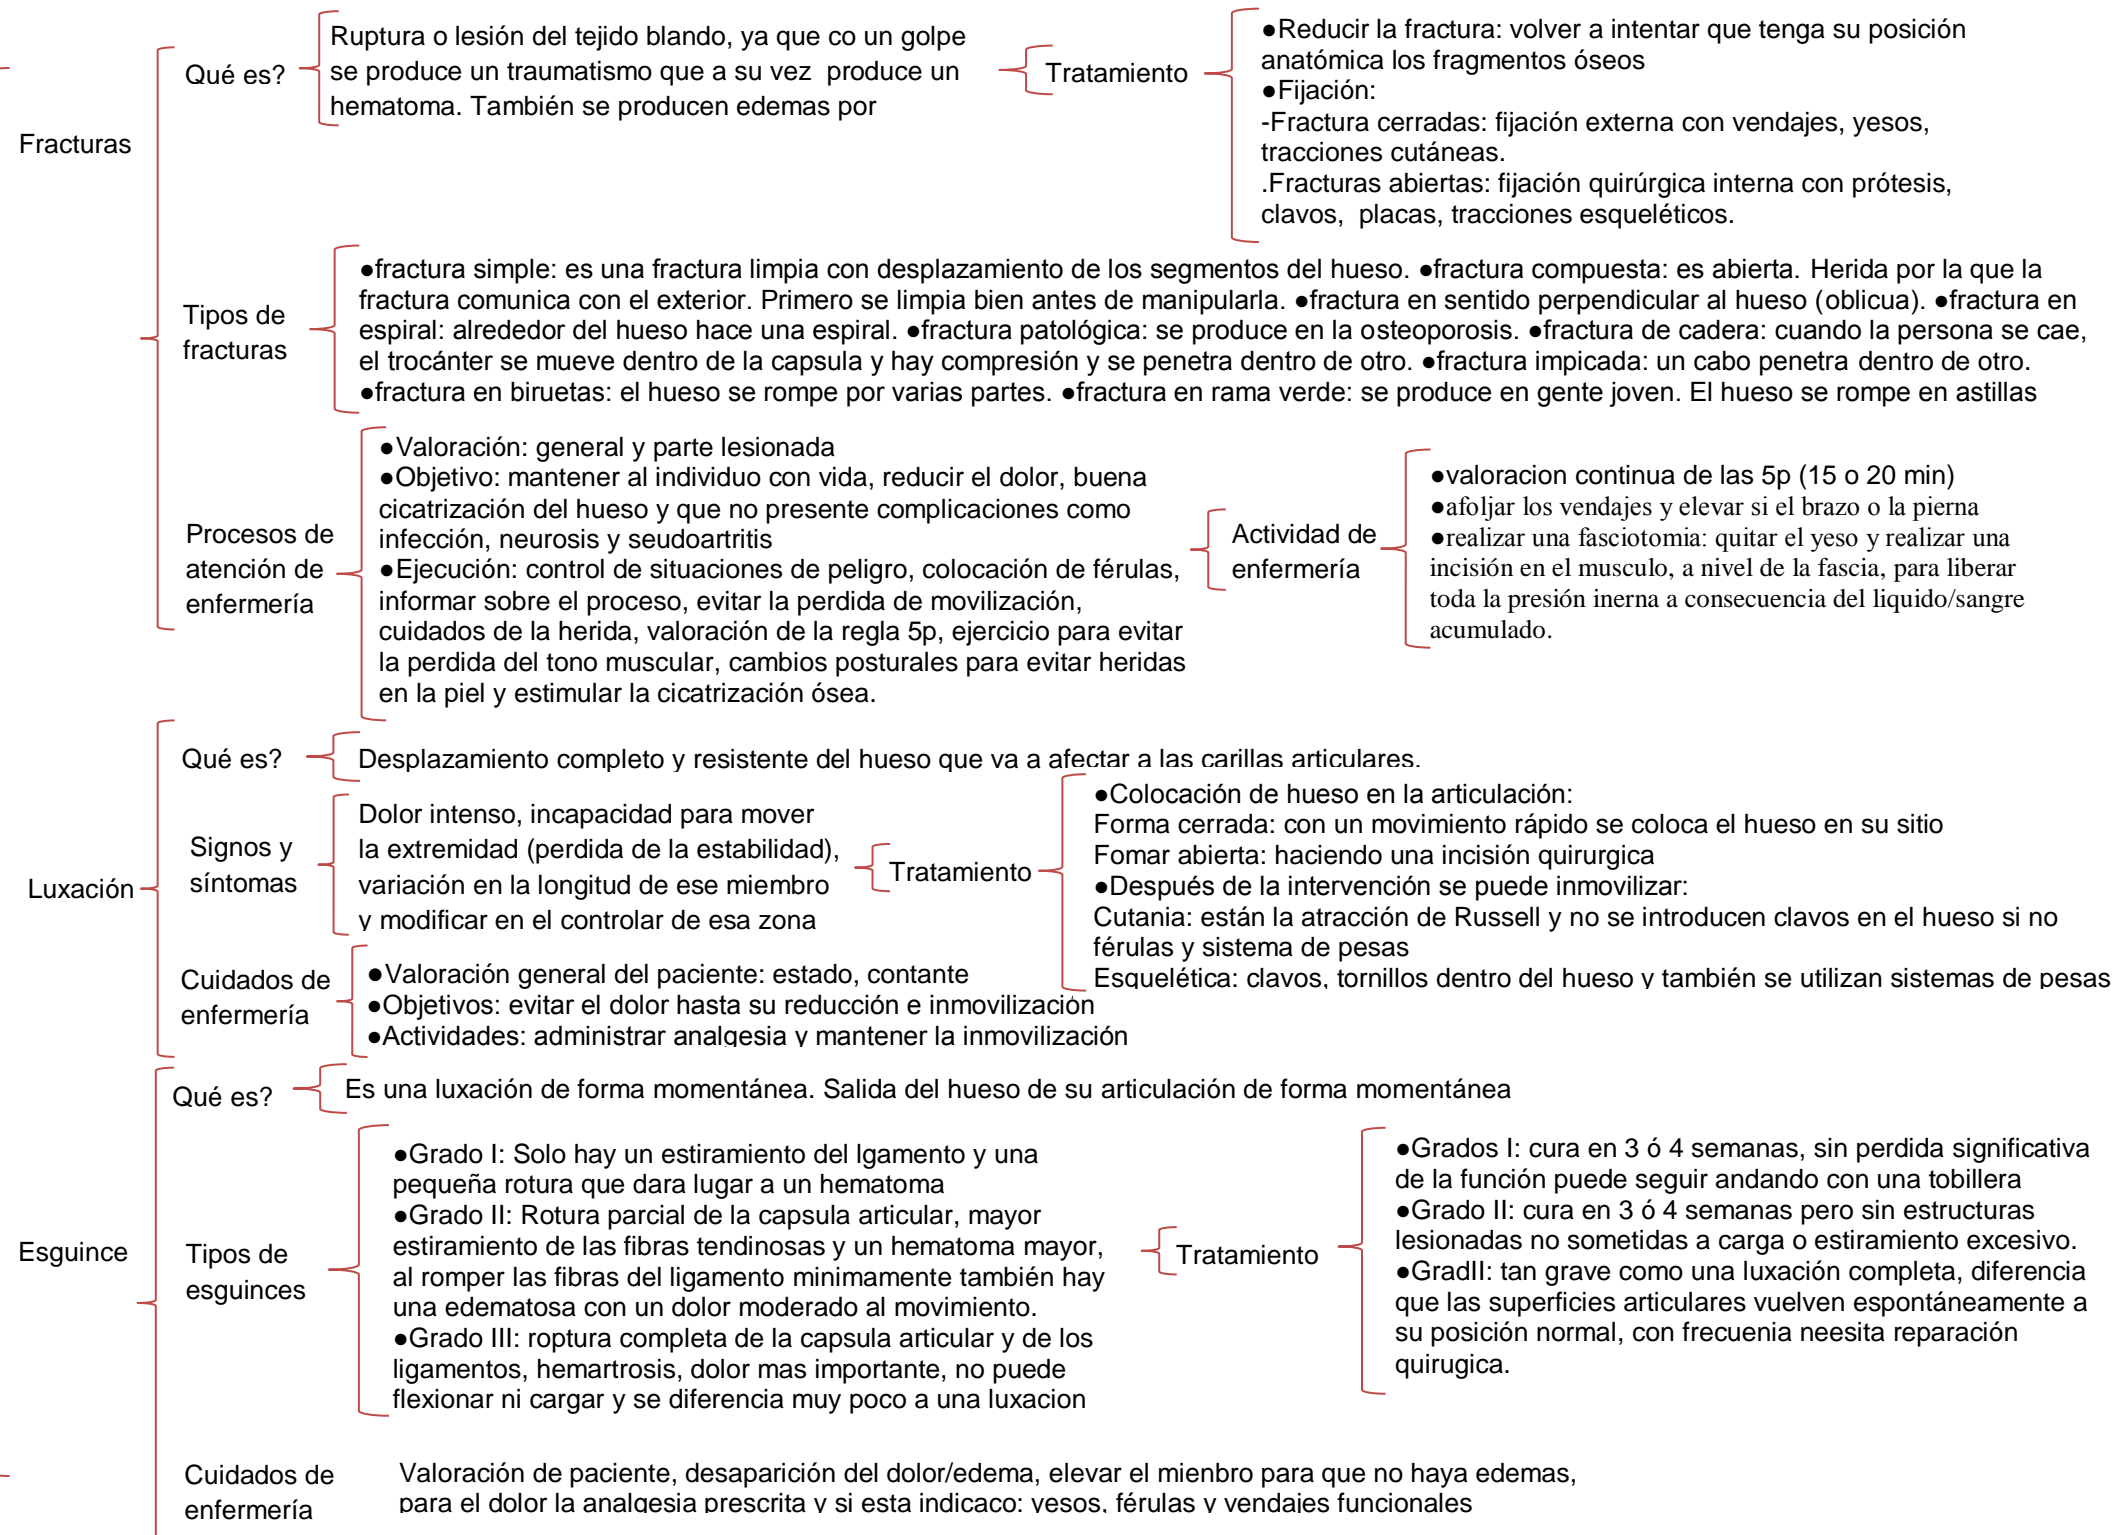 Fracturas
Qué es?
Ruptura o lesión del tejido blando, ya que co un golpe
se produce un traumatismo que a su vez produce un
hematoma. También se producen edemas por
Tratamiento
●Reducir la fractura: volver a intentar que tenga su posición
anatómica los fragmentos óseos
●Fijación:
-Fractura cerradas: fijación externa con vendajes, yesos,
tracciones cutáneas.
.Fracturas abiertas: fijación quirúrgica interna con prótesis,
clavos, placas, tracciones esqueléticos.
Tipos de
fracturas
●fractura simple: es una fractura limpia con desplazamiento de los segmentos del hueso. ●fractura compuesta: es abierta. Herida por la que la
fractura comunica con el exterior. Primero se limpia bien antes de manipularla. ●fractura en sentido perpendicular al hueso (oblicua). ●fractura en
espiral: alrededor del hueso hace una espiral. ●fractura patológica: se produce en la osteoporosis. ●fractura de cadera: cuando la persona se cae,
el trocánter se mueve dentro de la capsula y hay compresión y se penetra dentro de otro. ●fractura impicada: un cabo penetra dentro de otro.
●fractura en biruetas: el hueso se rompe por varias partes. ●fractura en rama verde: se produce en gente joven. El hueso se rompe en astillas
Procesos de
atención de
enfermería
●Valoración: general y parte lesionada
●Objetivo: mantener al individuo con vida, reducir el dolor, buena
cicatrización del hueso y que no presente complicaciones como
infección, neurosis y seudoartritis
●Ejecución: control de situaciones de peligro, colocación de férulas,
informar sobre el proceso, evitar la perdida de movilización,
cuidados de la herida, valoración de la regla 5p, ejercicio para evitar
la perdida del tono muscular, cambios posturales para evitar heridas
en la piel y estimular la cicatrización ósea.
Actividad de
enfermería
●valoracion continua de las 5p (15 o 20 min)
●afoljar los vendajes y elevar si el brazo o la pierna
●realizar una fasciotomia: quitar el yeso y realizar una
incisión en el musculo, a nivel de la fascia, para liberar
toda la presión inerna a consecuencia del liquido/sangre
acumulado.
Luxación
Qué es?
Desplazamiento completo y resistente del hueso que va a afectar a las carillas articulares.
Signos y
síntomas
Dolor intenso, incapacidad para mover
la extremidad (perdida de la estabilidad),
variación en la longitud de ese miembro
y modificar en el controlar de esa zona
Tratamiento
●Colocación de hueso en la articulación:
Forma cerrada: con un movimiento rápido se coloca el hueso en su sitio
Fomar abierta: haciendo una incisión quirurgica
●Después de la intervención se puede inmovilizar:
Cutania: están la atracción de Russell y no se introducen clavos en el hueso si no
férulas y sistema de pesas
Esquelética: clavos, tornillos dentro del hueso y también se utilizan sistemas de pesas
Cuidados de
enfermería
●Valoración general del paciente: estado, contante
●Objetivos: evitar el dolor hasta su reducción e inmovilización
●Actividades: administrar analgesia y mantener la inmovilización
Esguince
Qué es?
Es una luxación de forma momentánea. Salida del hueso de su articulación de forma momentánea
Tipos de
esguinces
●Grado I: Solo hay un estiramiento del lgamento y una
pequeña rotura que dara lugar a un hematoma
●Grado II: Rotura parcial de la capsula articular, mayor
estiramiento de las fibras tendinosas y un hematoma mayor,
al romper las fibras del ligamento minimamente también hay
una edematosa con un dolor moderado al movimiento.
●Grado III: roptura completa de la capsula articular y de los
ligamentos, hemartrosis, dolor mas importante, no puede
flexionar ni cargar y se diferencia muy poco a una luxacion
Tratamiento
●Grados I: cura en 3 ó 4 semanas, sin perdida significativa
de la función puede seguir andando con una tobillera
●Grado II: cura en 3 ó 4 semanas pero sin estructuras
lesionadas no sometidas a carga o estiramiento excesivo.
●GradII: tan grave como una luxación completa, diferencia
que las superficies articulares vuelven espontáneamente a
su posición normal, con frecuenia neesita reparación
quirugica.
Cuidados de
enfermería
Valoración de paciente, desaparición del dolor/edema, elevar el mienbro para que no haya edemas,
para el dolor la analgesia prescrita y si esta indicaco: yesos, férulas y vendajes funcionales